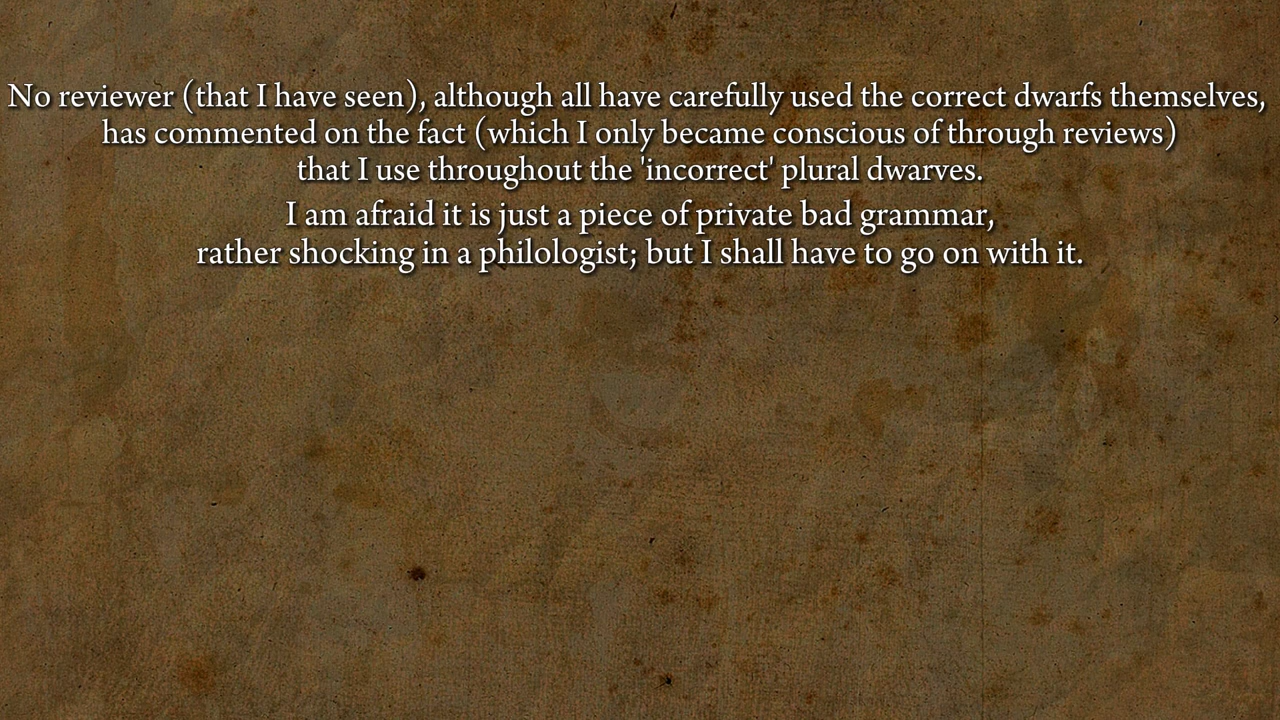 No reviewer (that I have seen), although all have carefully used the correct dwarfs themselves,
has commented on the fact (which I only became conscious of through reviews)
that I use throughout the 'incorrect' plural dwarves.
I am afraid it is just a piece of private bad grammar,
rather shocking in a philologist; but I shall have to go on with it.